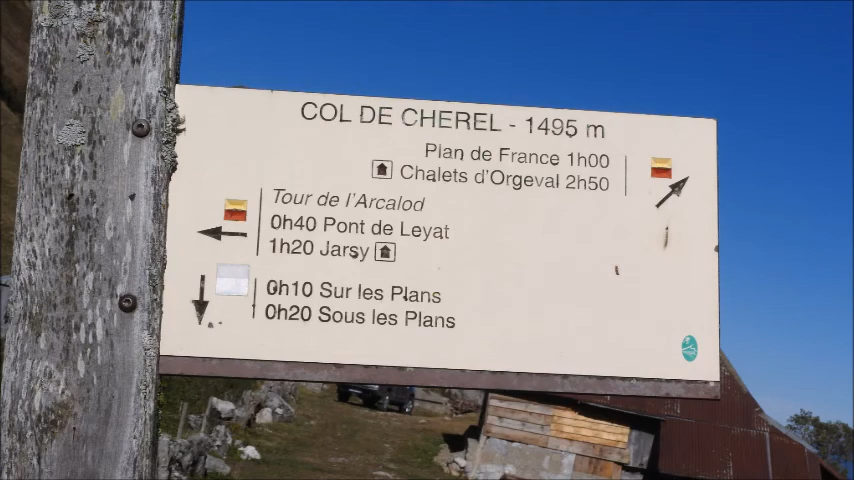 COL DE CHEREL - 1495 m
Plan de France 1h00
Chalets d'Orgeval 2h50
Tour de l'Arcalod
0h40 Pont de Leyat
1h20 Jarsy
0h10 Sur les Plans
0h20 Sous les Plans